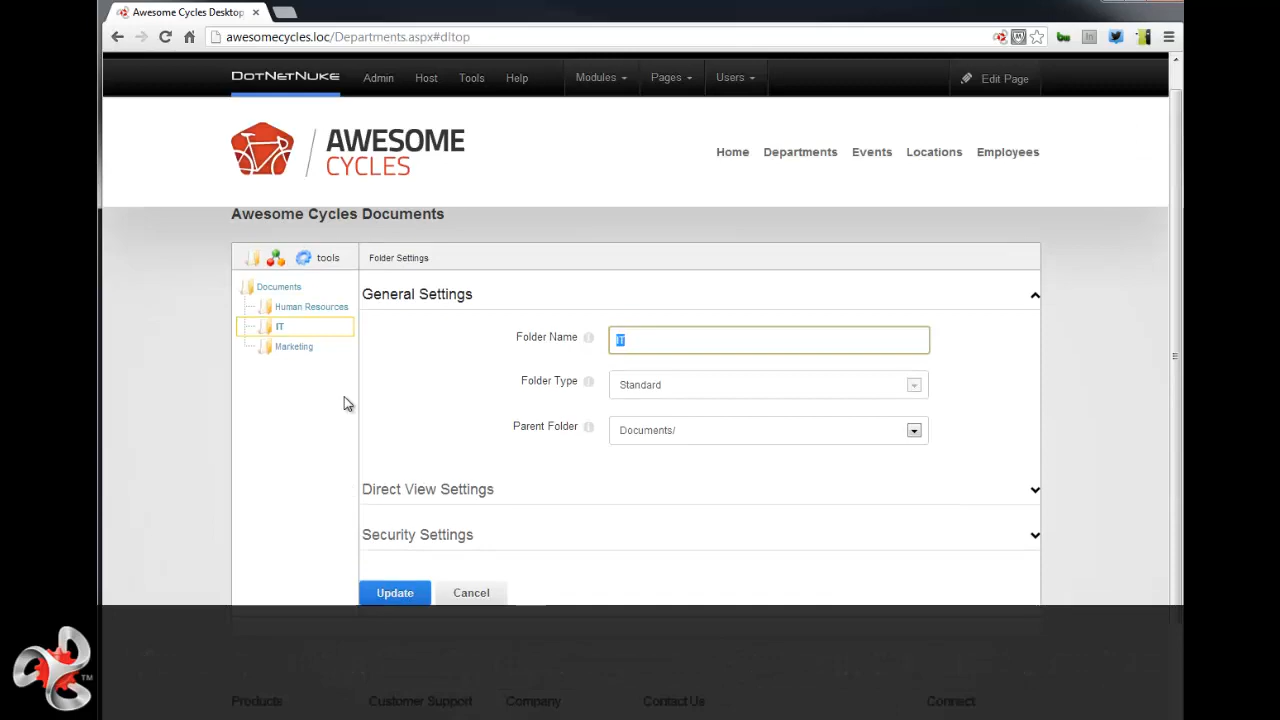 Awesome Cycles Desktop
awesomecycles.loc/Departments.aspx#dltop
DOTNETNUKE Admin Host Tools Help Modules Pages Users Edit Page
AWESOME
CYCLES
Home Departments Events Locations Employees
Awesome Cycles Documents
tools
Folder Settings
Documents
Human Resources
IT
Marketing
General Settings
Folder Name
IT
Folder Type
Standard
Parent Folder
Documents/
Direct View Settings
Security Settings
Update Cancel
Products Customer Support Company Contact Us Connect
TM